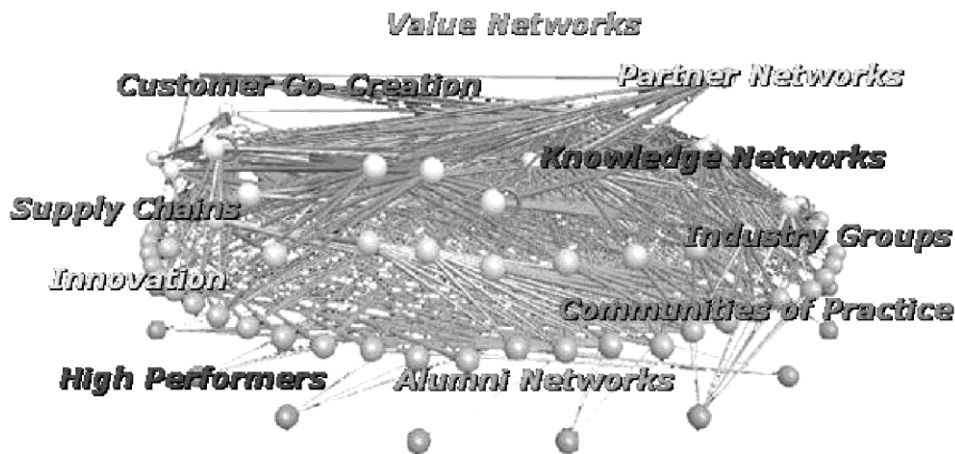 Value Networks
Customer Co- Creation
Partner Networks
Knowledge Networks
Supply Chains
Industry Groups
Innovation
Communities of Practice
High Performers
Alumni Networks